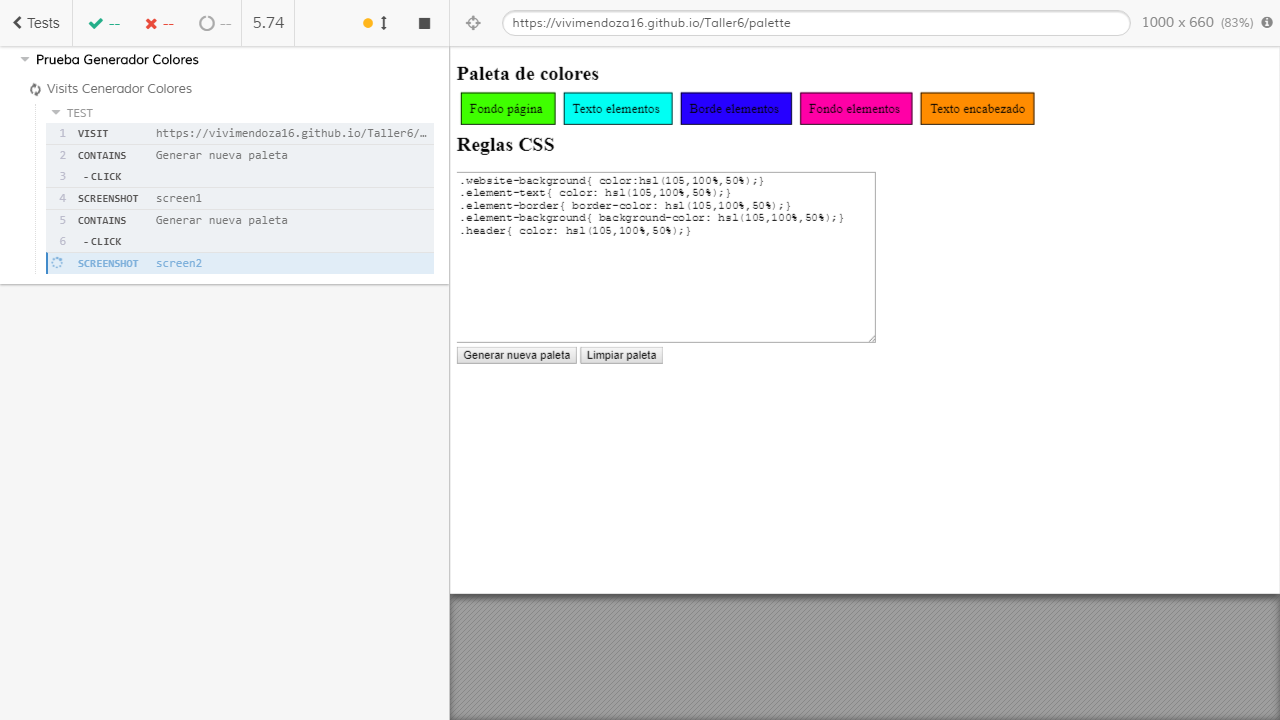 Tests -- -- -- 5.74
https://vivimendoza16.github.io/Taller6/palette 1000 x 660 (83%)
Prueba Generador Colores
Visits Cenerador Colores
TEST
1 VISIT https://vivimendoza16.github.io/Taller6/…
2 CONTAINS Generar nueva paleta
3 - CLICK
4 SCREENSHOT screen1
5 CONTAINS Generar nueva paleta
6 - CLICK
SCREENSHOT screen2
Paleta de colores
Fondo página Texto elementos Borde elementos Fondo elementos Texto encabezado
Reglas CSS
.website-background{ color:hsl(105,100%,50%);}
.element-text{ color: hsl(105,100%,50%);}
.element-border{ border-color: hsl(105,100%,50%);}
.element-background{ background-color: hsl(105,100%,50%);}
.header{ color: hsl(105,100%,50%);}
Generar nueva paleta Limpiar paleta